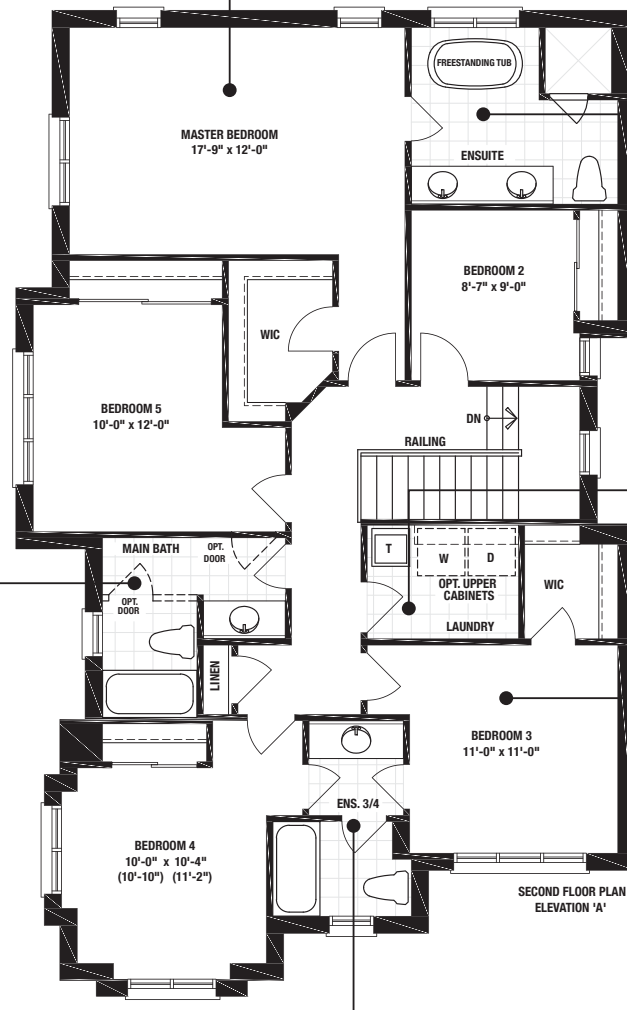 FREESTANDING TUB
MASTER BEDROOM
17'-9" x 12'-0"
ENSUITE
BEDROOM 2
8'-7" x 9'-0"
WIC
BEDROOM 5
10'-0" x 12'-0"
DN
RAILING
MAIN BATH
OPT.
DOOR
T
W
D
OPT. UPPER
CABINETS
WIC
OPT.
DOOR
LAUNDRY
LINEN
BEDROOM 3
11'-0" x 11'-0"
ENS. 3/4
BEDROOM 4
10'-0" x 10'-4"
(10'-10") (11'-2")
SECOND FLOOR PLAN
ELEVATION 'A'